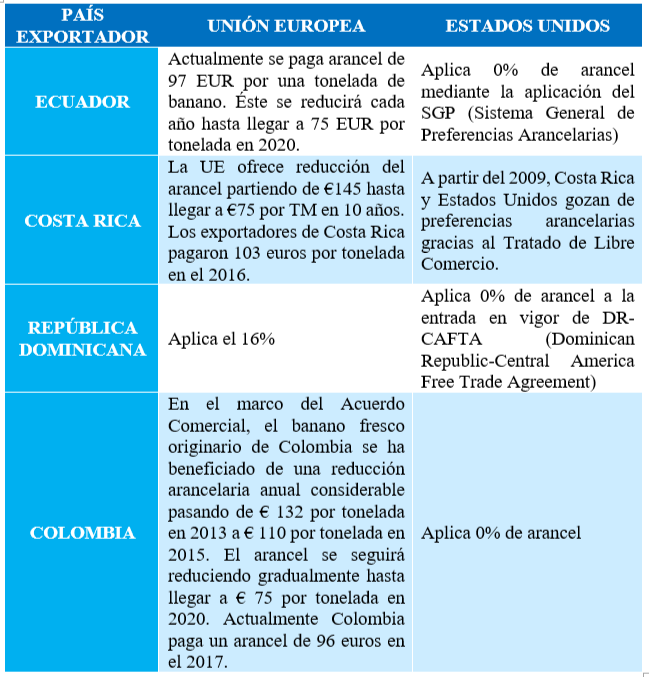 PAÍS
EXPORTADOR
UNIÓN EUROPEA
ESTADOS UNIDOS
ECUADOR
Actualmente se paga arancel de
97 EUR por una tonelada de
banano. Éste se reducirá cada
año hasta llegar a 75 EUR por
tonelada en 2020.
Aplica 0% de arancel
mediante la aplicación del
SGP (Sistema General de
Preferencias Arancelarias)
COSTA RICA
La UE ofrece reducción del
arancel partiendo de €145 hasta
llegar a €75 por TM en 10 años.
Los exportadores de Costa Rica
pagaron 103 euros por tonelada
en el 2016.
A partir del 2009, Costa Rica
y Estados Unidos gozan de
preferencias arancelarias
gracias al Tratado de Libre
Comercio.
REPÚBLICA
DOMINICANA
Aplica el 16%
Aplica 0% de arancel a la
entrada en vigor de DR-
CAFTA (Dominican
Republic-Central America
Free Trade Agreement)
COLOMBIA
En el marco del Acuerdo
Comercial, el banano fresco
originario de Colombia se ha
beneficiado de una reducción
arancelaria anual considerable
pasando de € 132 por tonelada
en 2013 a € 110 por tonelada en
2015. El arancel se seguirá
reduciendo gradualmente hasta
llegar a € 75 por tonelada en
2020. Actualmente Colombia
paga un arancel de 96 euros en
el 2017.
Aplica 0% de arancel